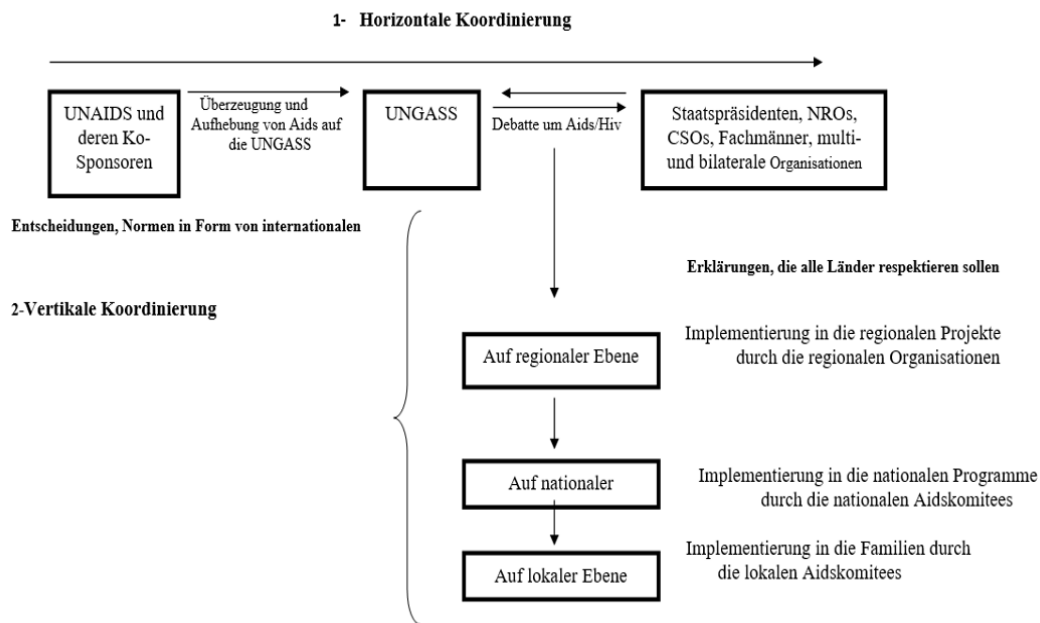 1- Horizontale Koordinierung
UNAIDS und
deren Ko-
Sponsoren
Überzeugung und
Aufhebung von Aids auf
die UNGASS
UNGASS
Debatte um Aids/Hiv
Staatspräsidenten, NROs,
CSOs, Fachmänner, multi-
und bilaterale Organisationen
Entscheidungen, Normen in Form von internationalen
Erklärungen, die alle Länder respektieren sollen
2-Vertikale Koordinierung
Auf regionaler Ebene
Implementierung in die regionalen Projekte
durch die regionalen Organisationen
Auf nationaler
Implementierung in die nationalen Programme
durch die nationalen Aidskomitees
Auf lokaler Ebene
Implementierung in die Familien durch
die lokalen Aidskomitees